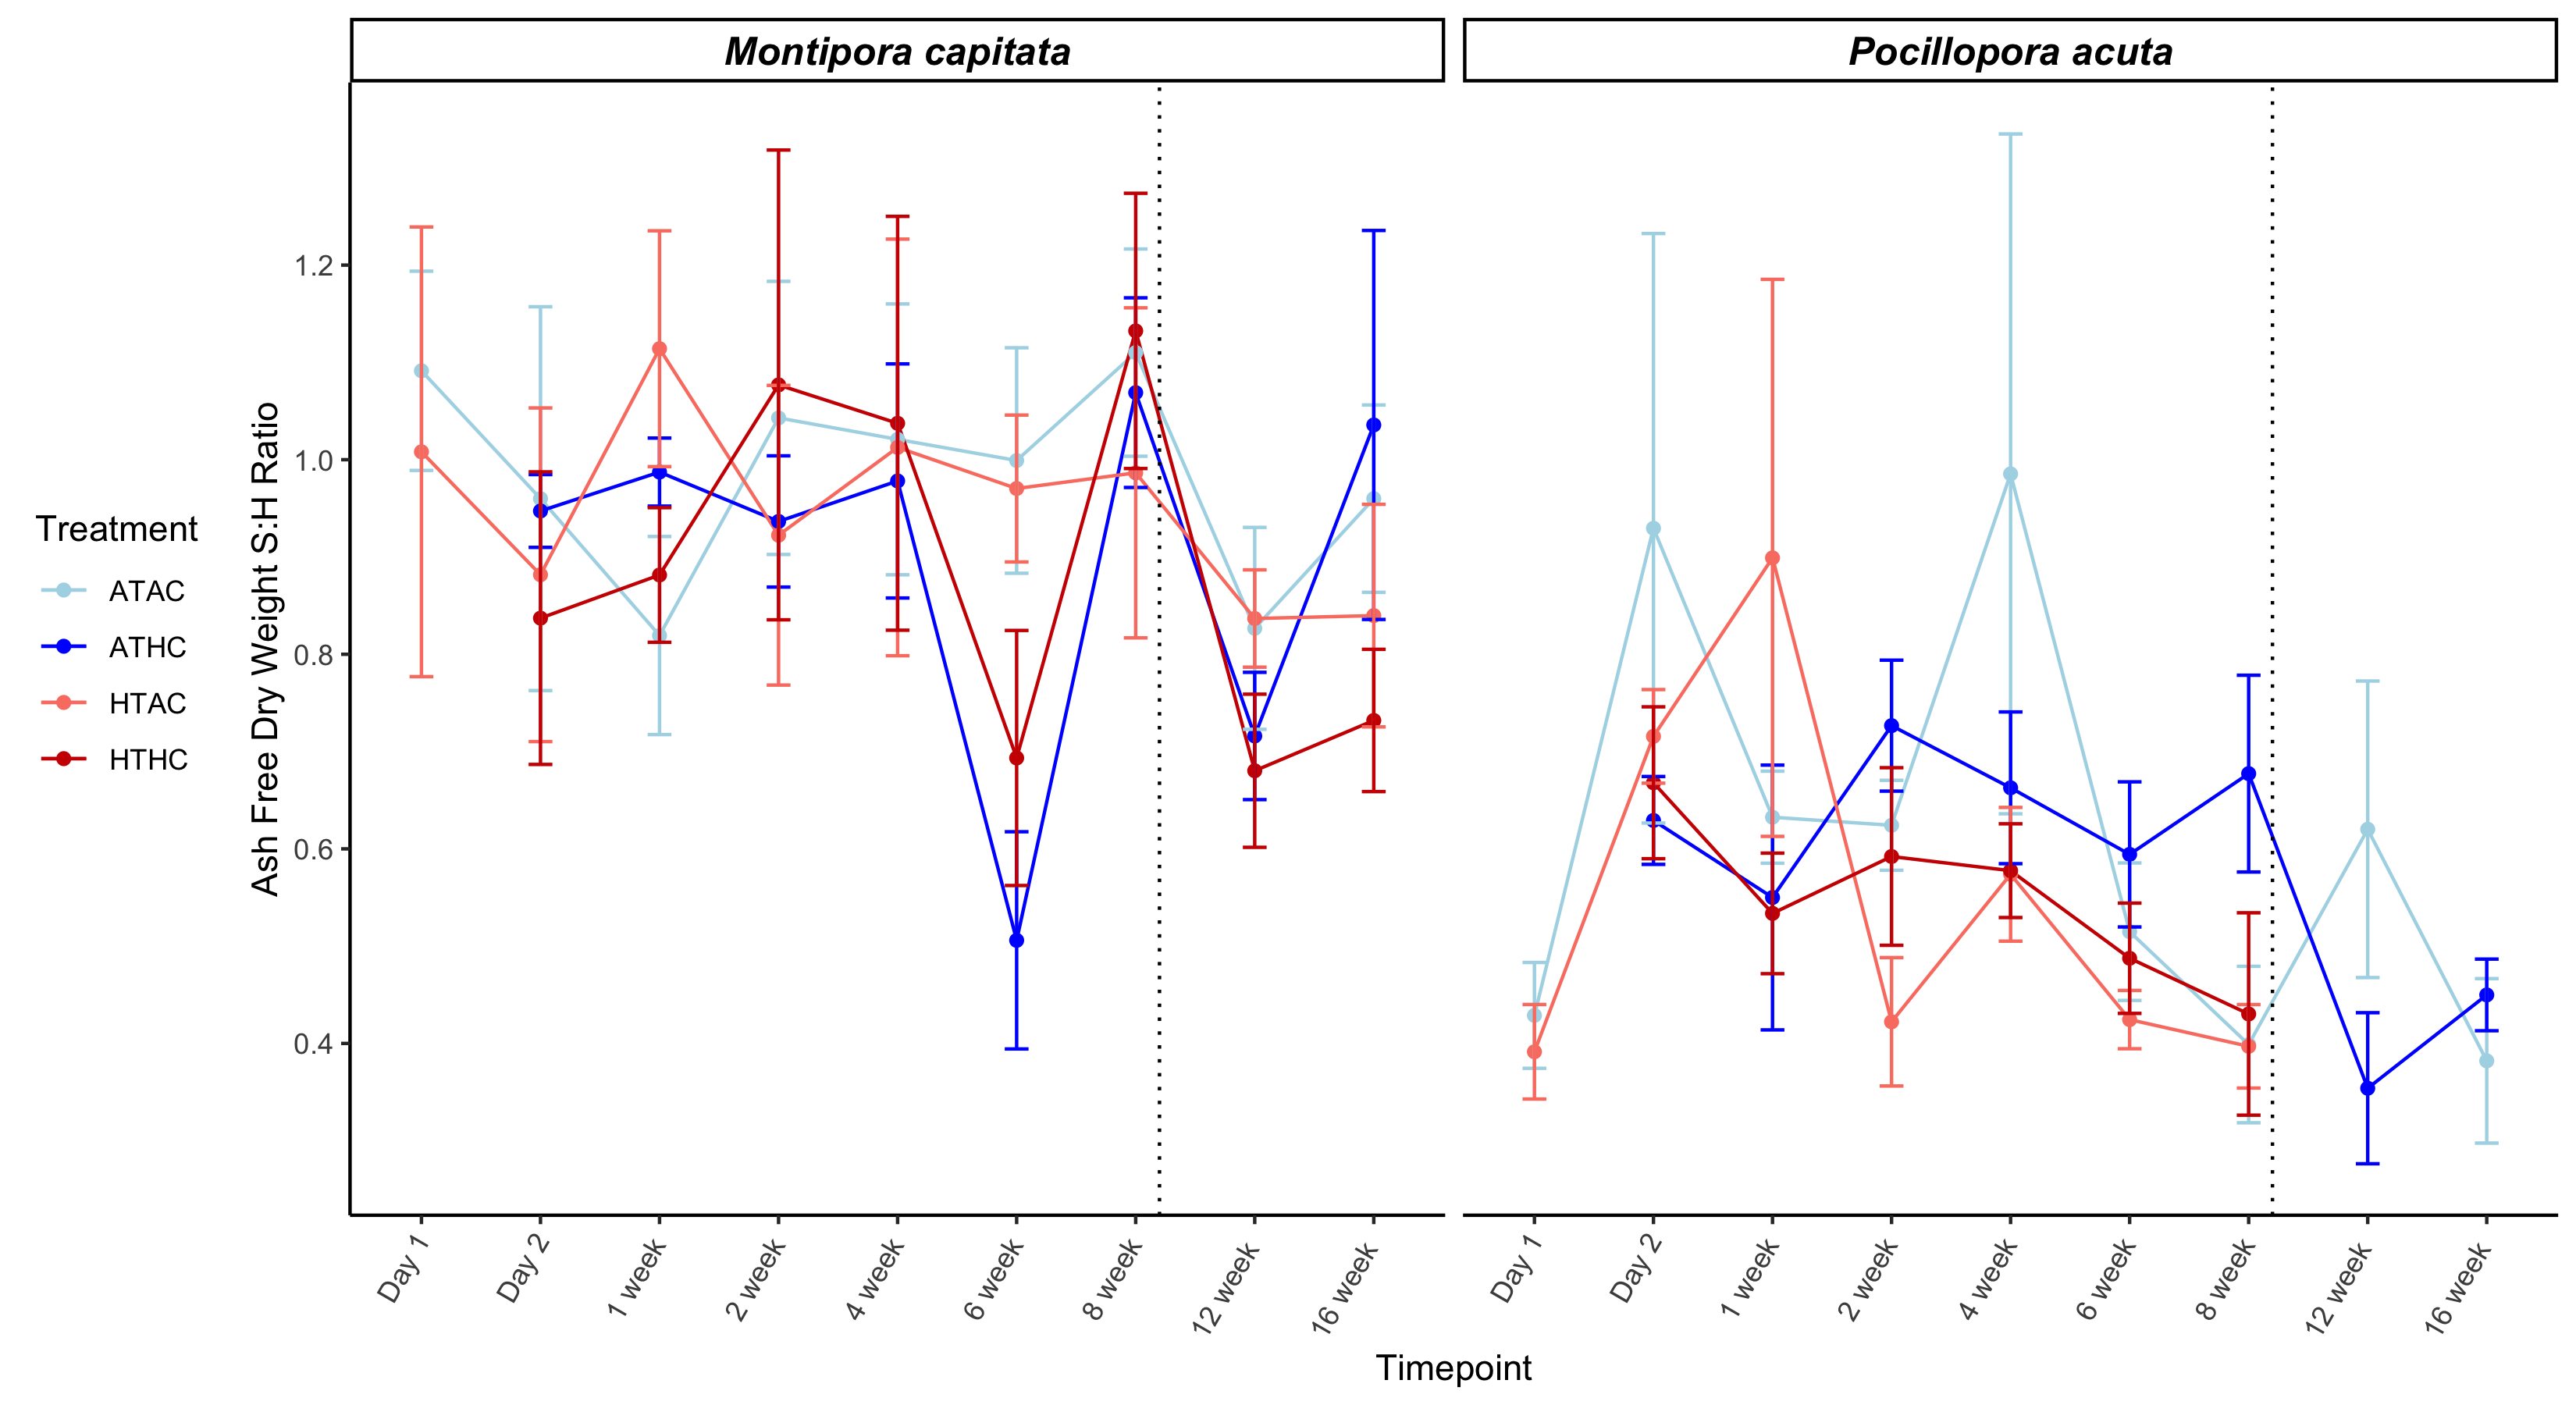 Montipora capitata
Pocillopora acuta
Ash Free Dry Weight S:H Ratio
1.2
1.0
0.8
0.6
0.4
Treatment
ATAC
ATHC
HTAC
HTHC
Day 1
Day 2
1 week
2 week
4 week
6 week
8 week
12 week
16 week
Day 1
Day 2
1 week
2 week
4 week
6 week
8 week
12 week
16 week
Timepoint